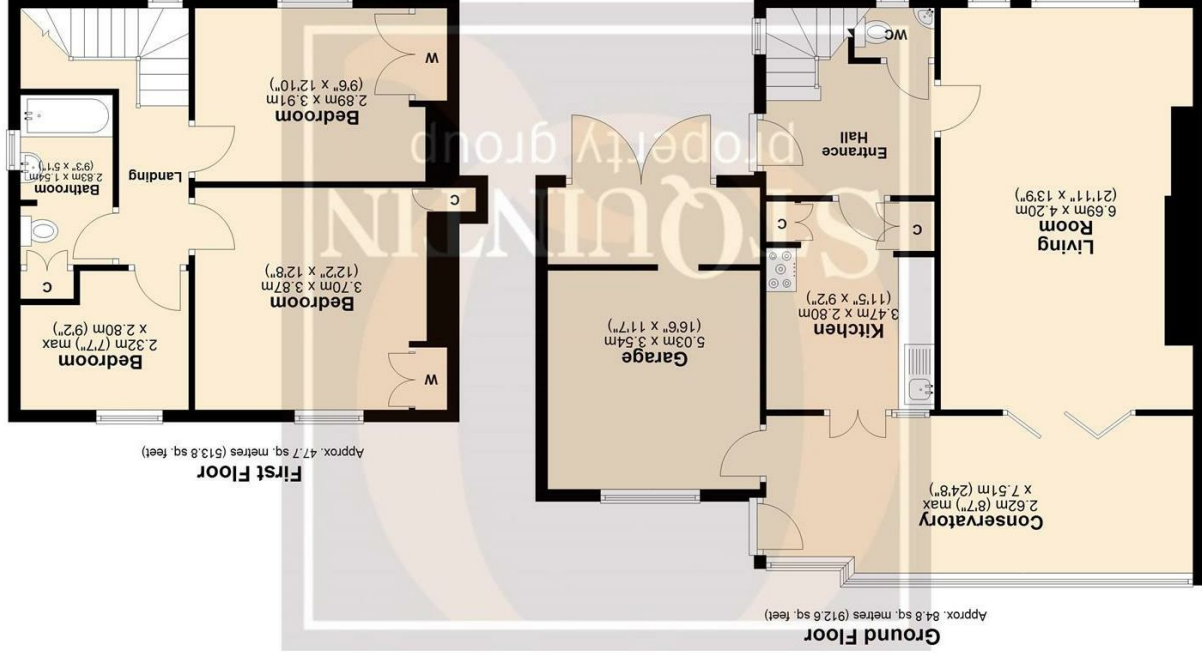 Ground Floor
Approx. 84.8 sq. metres (912.6 sq. feet)
Conservatory
2.62m (8'7") max
x 7.51m (24'8")
Kitchen
3.47m x 2.80m
(11'5" x 9'2")
Garage
5.03m x 3.54m
(16'6" x 11'7")
Living
Room
6.69m x 4.20m
(21'11" x 13'9")
C
C
Entrance
Hall
WC
First Floor
Approx. 47.7 sq. metres (513.8 sq. feet)
W
Bedroom
3.70m x 3.87m
(12'2" x 12'8")
Bedroom
2.32m (7'7") max
x 2.80m (9'2")
C
C
Landing
Bathroom
2.83m x 1.54m
(9'3" x 5'1")
W
Bedroom
2.89m x 3.91m
(9'6" x 12'10")
ST QUINTIN
property group